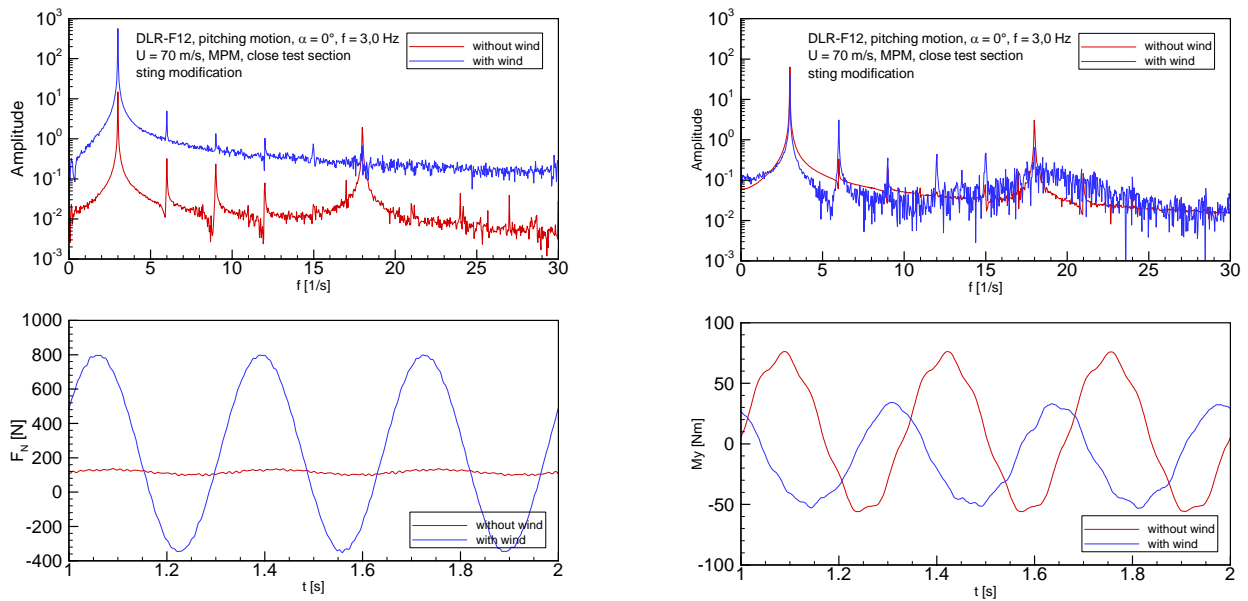 DLR-F12, pitching motion, α = 0°, f = 3,0 Hz
U = 70 m/s, MPM, close test section
sting modification
without wind
with wind
Amplitude
10³
10²
10¹
10⁰
10⁻¹
10⁻²
10⁻³
0 5 10 15 20 25 30
f [1/s]
DLR-F12, pitching motion, α = 0°, f = 3,0 Hz
U = 70 m/s, MPM, close test section
sting modification
without wind
with wind
Amplitude
10³
10²
10¹
10⁰
10⁻¹
10⁻²
10⁻³
0 5 10 15 20 25 30
f [1/s]
F_N [N]
1000
800
600
400
200
0
-200
-400
without wind
with wind
1 1.2 1.4 1.6 1.8 2
t [s]
My [Nm]
100
50
0
-50
-100
without wind
with wind
1 1.2 1.4 1.6 1.8 2
t [s]